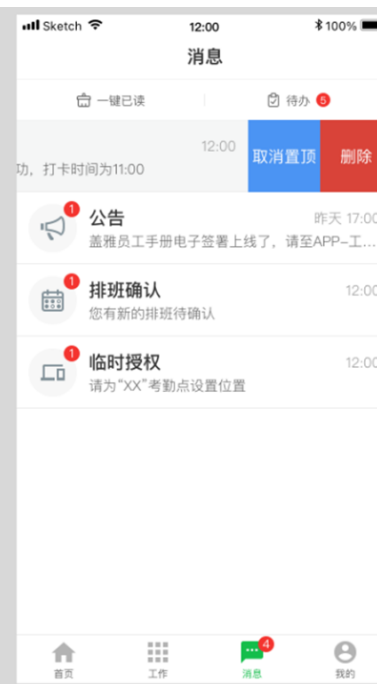 Sketch 12:00 100%
消息
一键已读 待办 5
12:00 取消置顶 删除
功，打卡时间为11:00
1 公告 昨天 17:00
盖雅员工手册电子签署上线了，请至APP-工...
1 排班确认 12:00
您有新的排班待确认
1 临时授权 12:00
请为“XX”考勤点设置位置
4
首页 工作 消息 我的